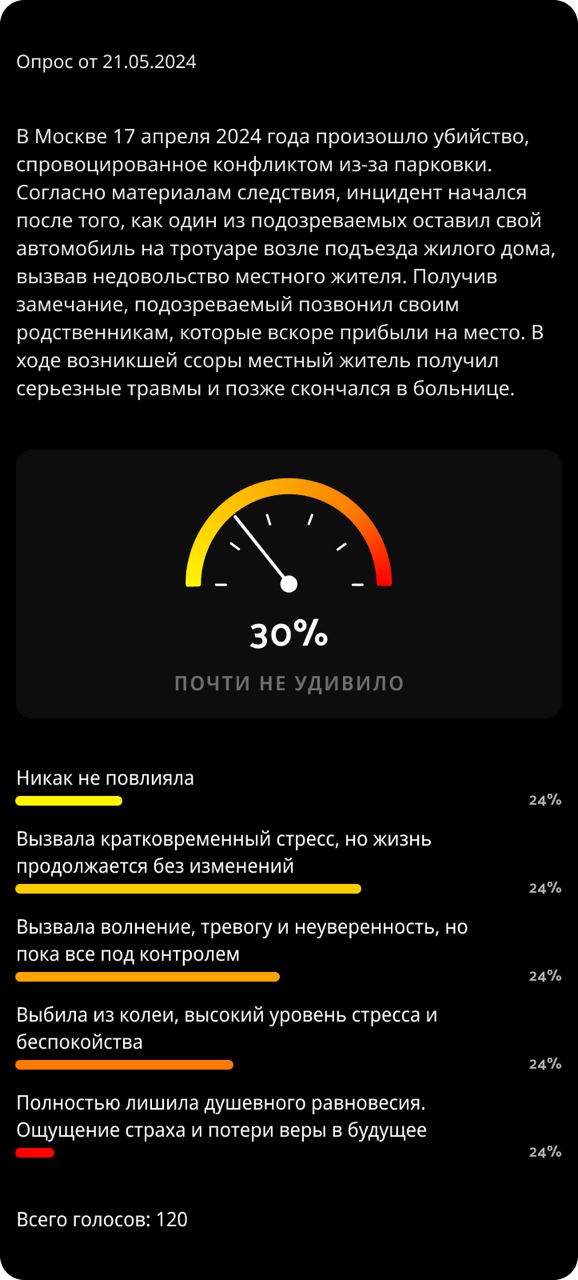 Опрос от 21.05.2024
В Москве 17 апреля 2024 года произошло убийство,
спровоцированное конфликтом из-за парковки.
Согласно материалам следствия, инцидент начался
после того, как один из подозреваемых оставил свой
автомобиль на тротуаре возле подъезда жилого дома,
вызвав недовольство местного жителя. Получив
замечание, подозреваемый позвонил своим
родственникам, которые вскоре прибыли на место. В
ходе возникшей ссоры местный житель получил
серьезные травмы и позже скончался в больнице.
30%
ПОЧТИ НЕ УДИВИЛО
Никак не повлияла
24%
Вызвала кратковременный стресс, но жизнь
продолжается без изменений
24%
Вызвала волнение, тревогу и неуверенность, но
пока все под контролем
24%
Выбила из колеи, высокий уровень стресса и
беспокойства
24%
Полностью лишила душевного равновесия.
Ощущение страха и потери веры в будущее
24%
Всего голосов: 120